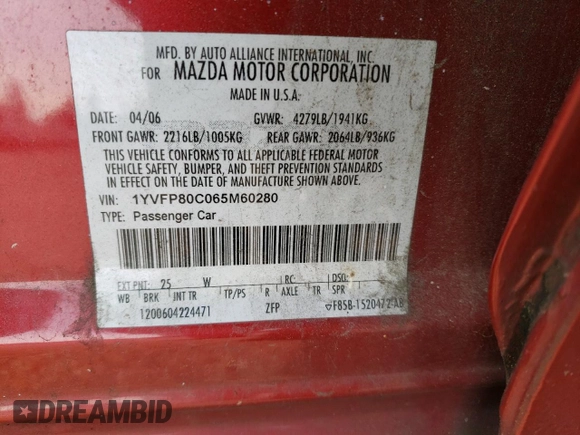 MFD. BY AUTO ALLIANCE INTERNATIONAL, INC.
FOR MAZDA MOTOR CORPORATION
MADE IN U.S.A.
DATE: 04/06 GVWR: 4279LB/1941KG
FRONT GAWR: 2216LB/1005KG REAR GAWR: 2064LB/936KG
THIS VEHICLE CONFORMS TO ALL APPLICABLE FEDERAL MOTOR
VEHICLE SAFETY, BUMPER, AND THEFT PREVENTION STANDARDS
IN EFFECT ON THE DATE OF MANUFACTURE SHOWN ABOVE.
VIN: 1YVFP80C065M60280
TYPE: Passenger Car
EXT PNT: 25 W RC: DSO:
WB BRK INT TR TP/PS R AXLE TR SPR
1200604224471 ZFP F85B-1520472-AB
DREAMBID